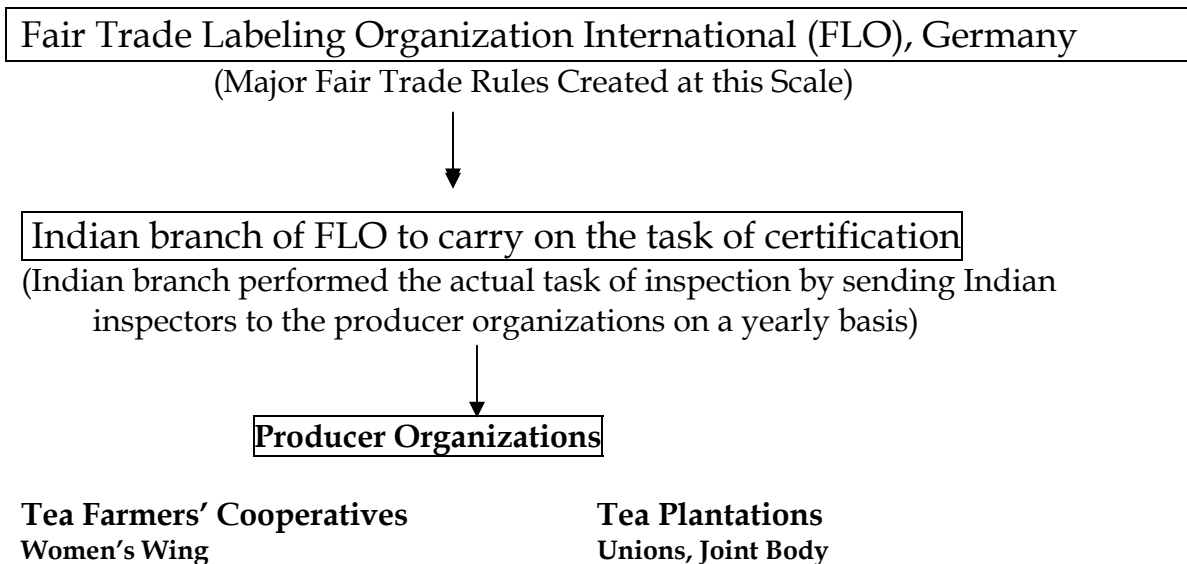 Fair Trade Labeling Organization International (FLO), Germany
(Major Fair Trade Rules Created at this Scale)
Indian branch of FLO to carry on the task of certification
(Indian branch performed the actual task of inspection by sending Indian
inspectors to the producer organizations on a yearly basis)
Producer Organizations
Tea Farmers’ Cooperatives Tea Plantations
Women’s Wing Unions, Joint Body